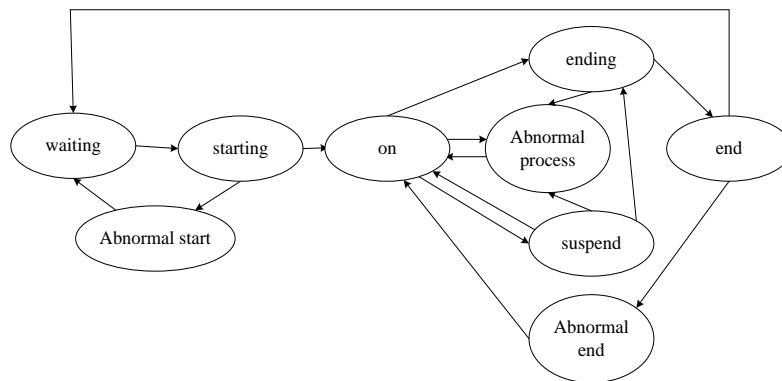 ending
waiting
starting
on
Abnormal
process
end
Abnormal start
suspend
Abnormal
end